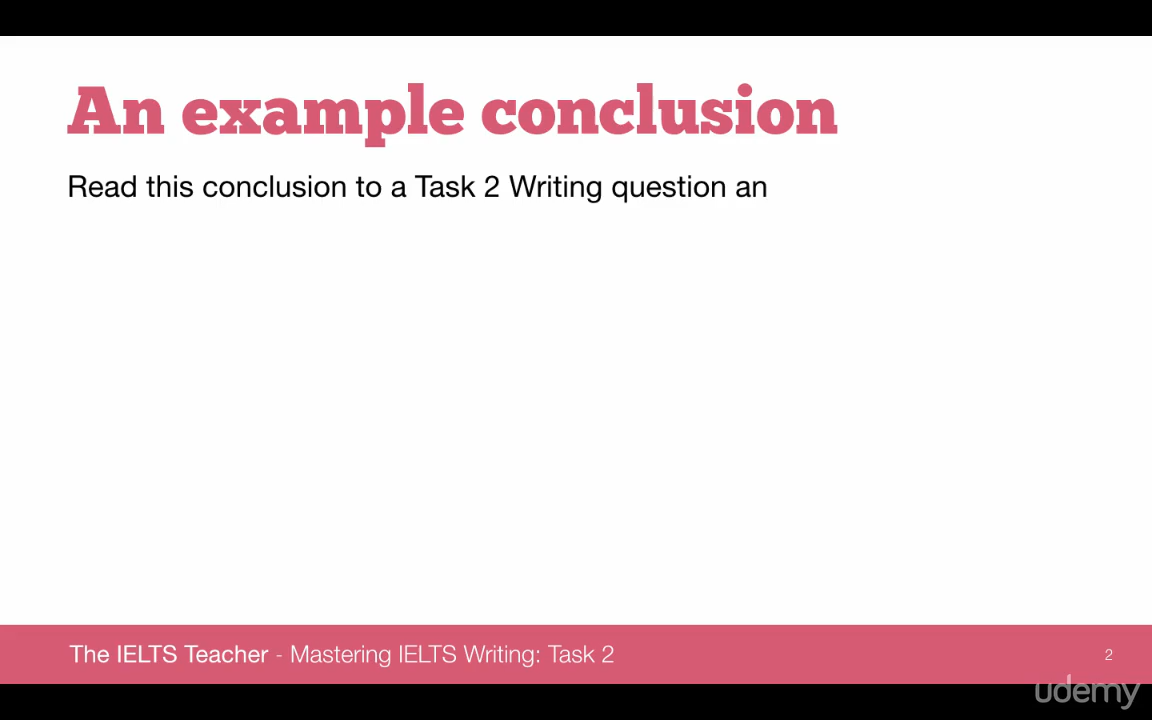 An example conclusion
Read this conclusion to a Task 2 Writing question an
The IELTS Teacher - Mastering IELTS Writing: Task 2
2
udemy